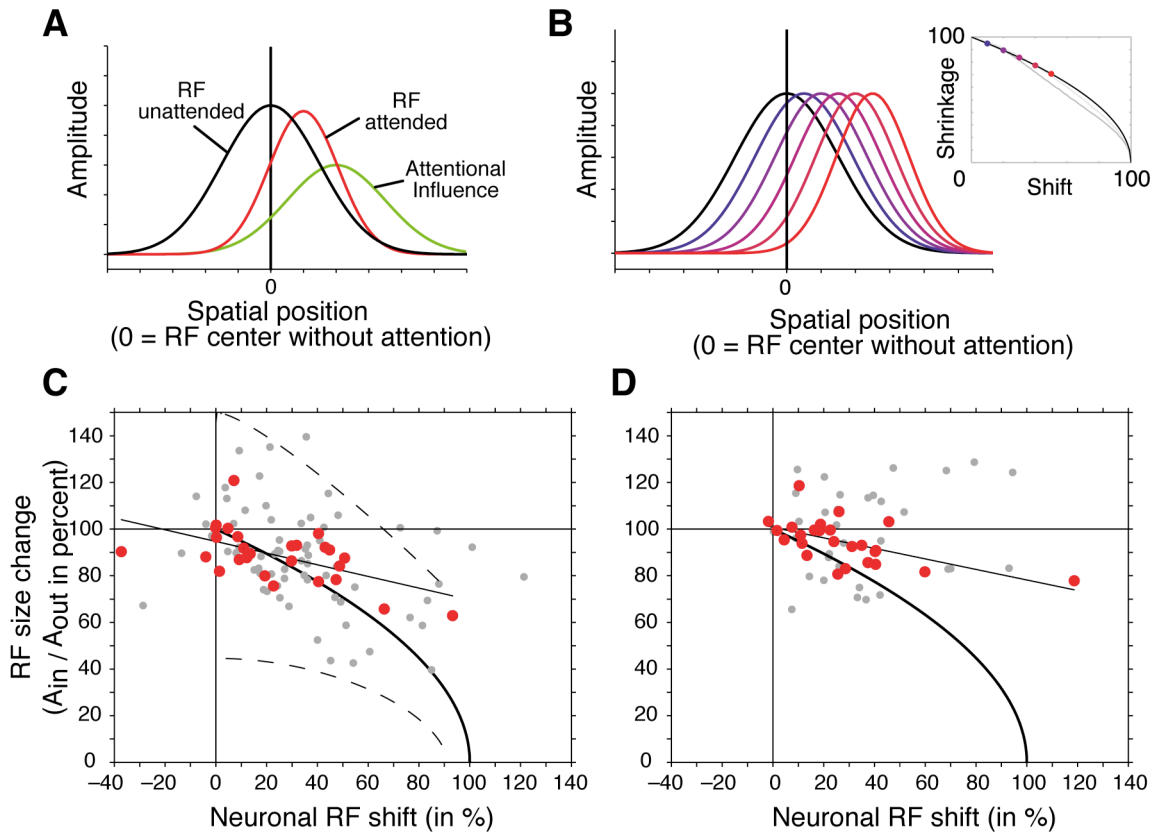 A
RF
unattended
RF
attended
Attentional
Influence
Amplitude
0
Spatial position
(0 = RF center without attention)
B
Amplitude
0
Spatial position
(0 = RF center without attention)
100
Shrinkage
0
Shift
100
C
140
120
100
80
60
40
20
0
RF size change
(Ain / Aout in percent)
−40 −20 0 20 40 60 80 100 120 140
Neuronal RF shift (in %)
D
140
120
100
80
60
40
20
0
−40 −20 0 20 40 60 80 100 120 140
Neuronal RF shift (in %)